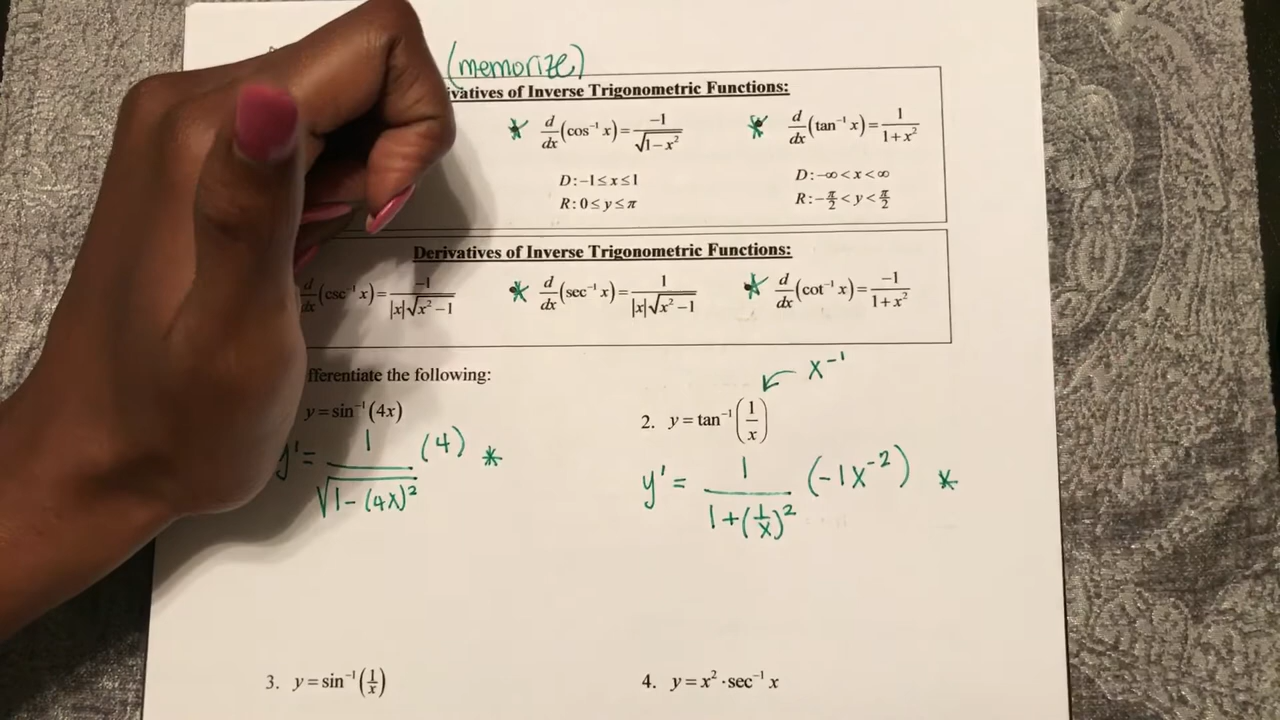 (memorize)
ivatives of Inverse Trigonometric Functions:
* d/dx(cos⁻¹ x) = -1/√(1-x²) * d/dx(tan⁻¹ x) = 1/(1+x²)
D:-1≤x≤1 D:-∞<x<∞
R:0≤y≤π R:-π/2<y<π/2
Derivatives of Inverse Trigonometric Functions:
d/dx(csc⁻¹ x) = -1/(|x|√(x²-1)) * d/dx(sec⁻¹ x) = 1/(|x|√(x²-1)) * d/dx(cot⁻¹ x) = -1/(1+x²)
fferentiate the following:
x⁻¹
y = sin⁻¹(4x) 2. y = tan⁻¹(1/x)
y' = 1/√(1-(4x)²) (4) * y' = 1/(1+(1/x)²) (-1x⁻²) *
3. y = sin⁻¹(1/x) 4. y = x²·sec⁻¹ x